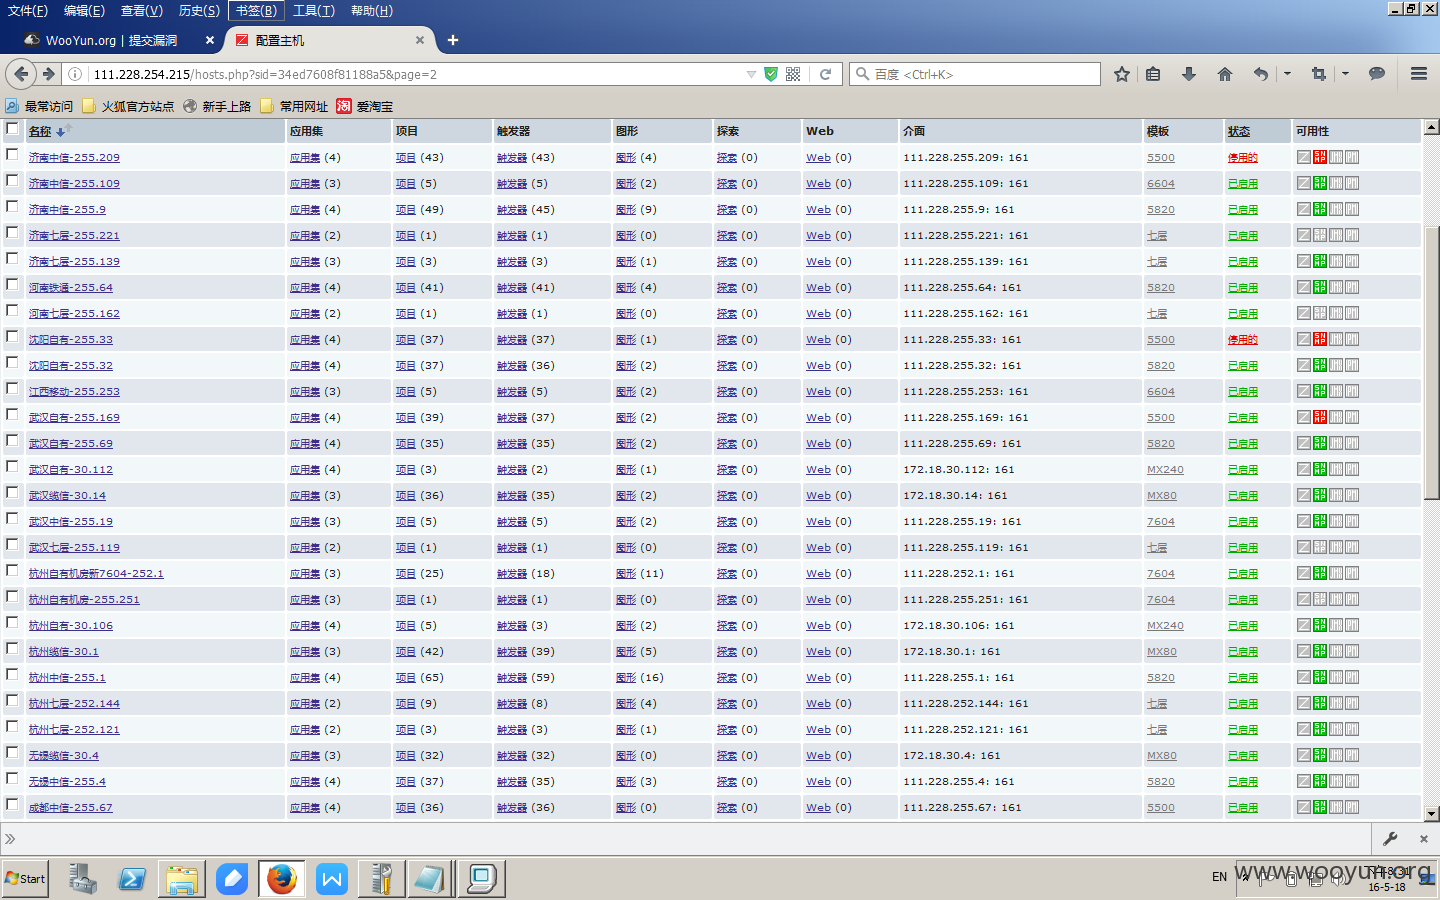 文件(F) 编辑(E) 查看(V) 历史(S) 书签(B) 工具(T) 帮助(H)
WooYun.org | 提交漏洞 × 配置主机 × +
111.228.254.215/hosts.php?sid=34ed7608f81188a5&page=2 百度 <Ctrl+K>
最常访问 火狐官方站点 新手上路 常用网址 淘 爱淘宝
名称 应用集 项目 触发器 图形 探索 Web 介面 模板 状态 可用性
济南中信-255.209 应用集 (4) 项目 (43) 触发器 (43) 图形 (4) 探索 (0) Web (0) 111.228.255.209: 161 5500 停用的
济南中信-255.109 应用集 (3) 项目 (5) 触发器 (5) 图形 (2) 探索 (0) Web (0) 111.228.255.109: 161 6604 已启用
济南中信-255.9 应用集 (4) 项目 (49) 触发器 (45) 图形 (9) 探索 (0) Web (0) 111.228.255.9: 161 5820 已启用
济南七层-255.221 应用集 (2) 项目 (1) 触发器 (1) 图形 (0) 探索 (0) Web (0) 111.228.255.221: 161 七层 已启用
济南七层-255.139 应用集 (3) 项目 (3) 触发器 (3) 图形 (1) 探索 (0) Web (0) 111.228.255.139: 161 七层 已启用
河南铁通-255.64 应用集 (4) 项目 (41) 触发器 (41) 图形 (4) 探索 (0) Web (0) 111.228.255.64: 161 5820 已启用
河南七层-255.162 应用集 (2) 项目 (1) 触发器 (1) 图形 (0) 探索 (0) Web (0) 111.228.255.162: 161 七层 已启用
沈阳自有-255.33 应用集 (4) 项目 (37) 触发器 (37) 图形 (1) 探索 (0) Web (0) 111.228.255.33: 161 5500 停用的
沈阳自有-255.32 应用集 (4) 项目 (37) 触发器 (36) 图形 (2) 探索 (0) Web (0) 111.228.255.32: 161 5820 已启用
江西移动-255.253 应用集 (3) 项目 (5) 触发器 (5) 图形 (2) 探索 (0) Web (0) 111.228.255.253: 161 6604 已启用
武汉自有-255.169 应用集 (4) 项目 (39) 触发器 (37) 图形 (2) 探索 (0) Web (0) 111.228.255.169: 161 5500 已启用
武汉自有-255.69 应用集 (4) 项目 (35) 触发器 (35) 图形 (2) 探索 (0) Web (0) 111.228.255.69: 161 5820 已启用
武汉自有-30.112 应用集 (4) 项目 (3) 触发器 (2) 图形 (1) 探索 (0) Web (0) 172.18.30.112: 161 MX240 已启用
武汉缆信-30.14 应用集 (3) 项目 (36) 触发器 (35) 图形 (2) 探索 (0) Web (0) 172.18.30.14: 161 MX80 已启用
武汉中信-255.19 应用集 (3) 项目 (5) 触发器 (5) 图形 (2) 探索 (0) Web (0) 111.228.255.19: 161 7604 已启用
武汉七层-255.119 应用集 (2) 项目 (1) 触发器 (1) 图形 (0) 探索 (0) Web (0) 111.228.255.119: 161 七层 已启用
杭州自有机房新7604-252.1 应用集 (3) 项目 (25) 触发器 (18) 图形 (11) 探索 (0) Web (0) 111.228.252.1: 161 7604 已启用
杭州自有机房-255.251 应用集 (3) 项目 (1) 触发器 (1) 图形 (0) 探索 (0) Web (0) 111.228.255.251: 161 7604 已启用
杭州自有-30.106 应用集 (4) 项目 (5) 触发器 (3) 图形 (2) 探索 (0) Web (0) 172.18.30.106: 161 MX240 已启用
杭州缆信-30.1 应用集 (3) 项目 (42) 触发器 (39) 图形 (5) 探索 (0) Web (0) 172.18.30.1: 161 MX80 已启用
杭州中信-255.1 应用集 (4) 项目 (65) 触发器 (59) 图形 (16) 探索 (0) Web (0) 111.228.255.1: 161 5820 已启用
杭州七层-252.144 应用集 (2) 项目 (9) 触发器 (8) 图形 (4) 探索 (0) Web (0) 111.228.252.144: 161 七层 已启用
杭州七层-252.121 应用集 (2) 项目 (3) 触发器 (3) 图形 (1) 探索 (0) Web (0) 111.228.252.121: 161 七层 已启用
无锡缆信-30.4 应用集 (3) 项目 (32) 触发器 (32) 图形 (0) 探索 (0) Web (0) 172.18.30.4: 161 MX80 已启用
无锡中信-255.4 应用集 (4) 项目 (37) 触发器 (35) 图形 (3) 探索 (0) Web (0) 111.228.255.4: 161 5820 已启用
成都中信-255.67 应用集 (4) 项目 (36) 触发器 (36) 图形 (0) 探索 (0) Web (0) 111.228.255.67: 161 5500 已启用
Start EN
www.wooyun.org
16-5-18